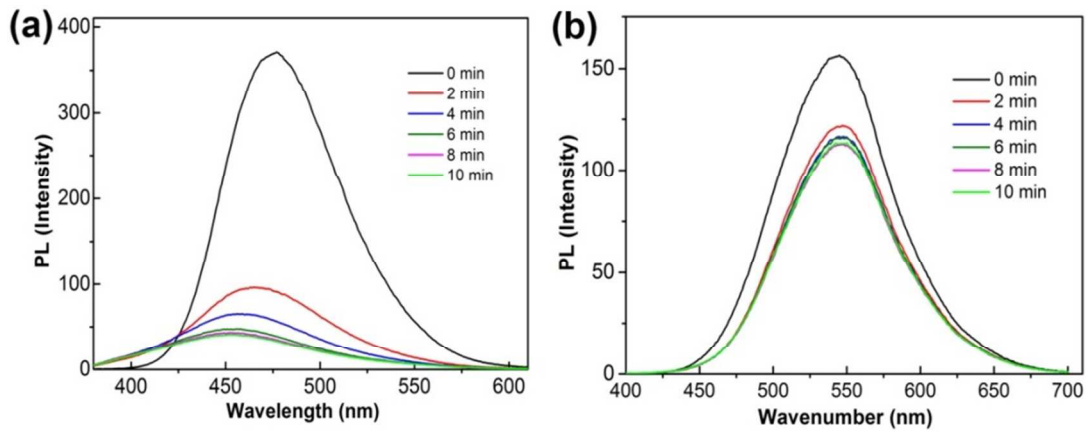 (a)
400
300
200
100
0
PL (Intensity)
0 min
2 min
4 min
6 min
8 min
10 min
400 450 500 550 600
Wavelength (nm)
(b)
150
100
50
0
PL (Intensity)
0 min
2 min
4 min
6 min
8 min
10 min
400 450 500 550 600 650 700
Wavenumber (nm)